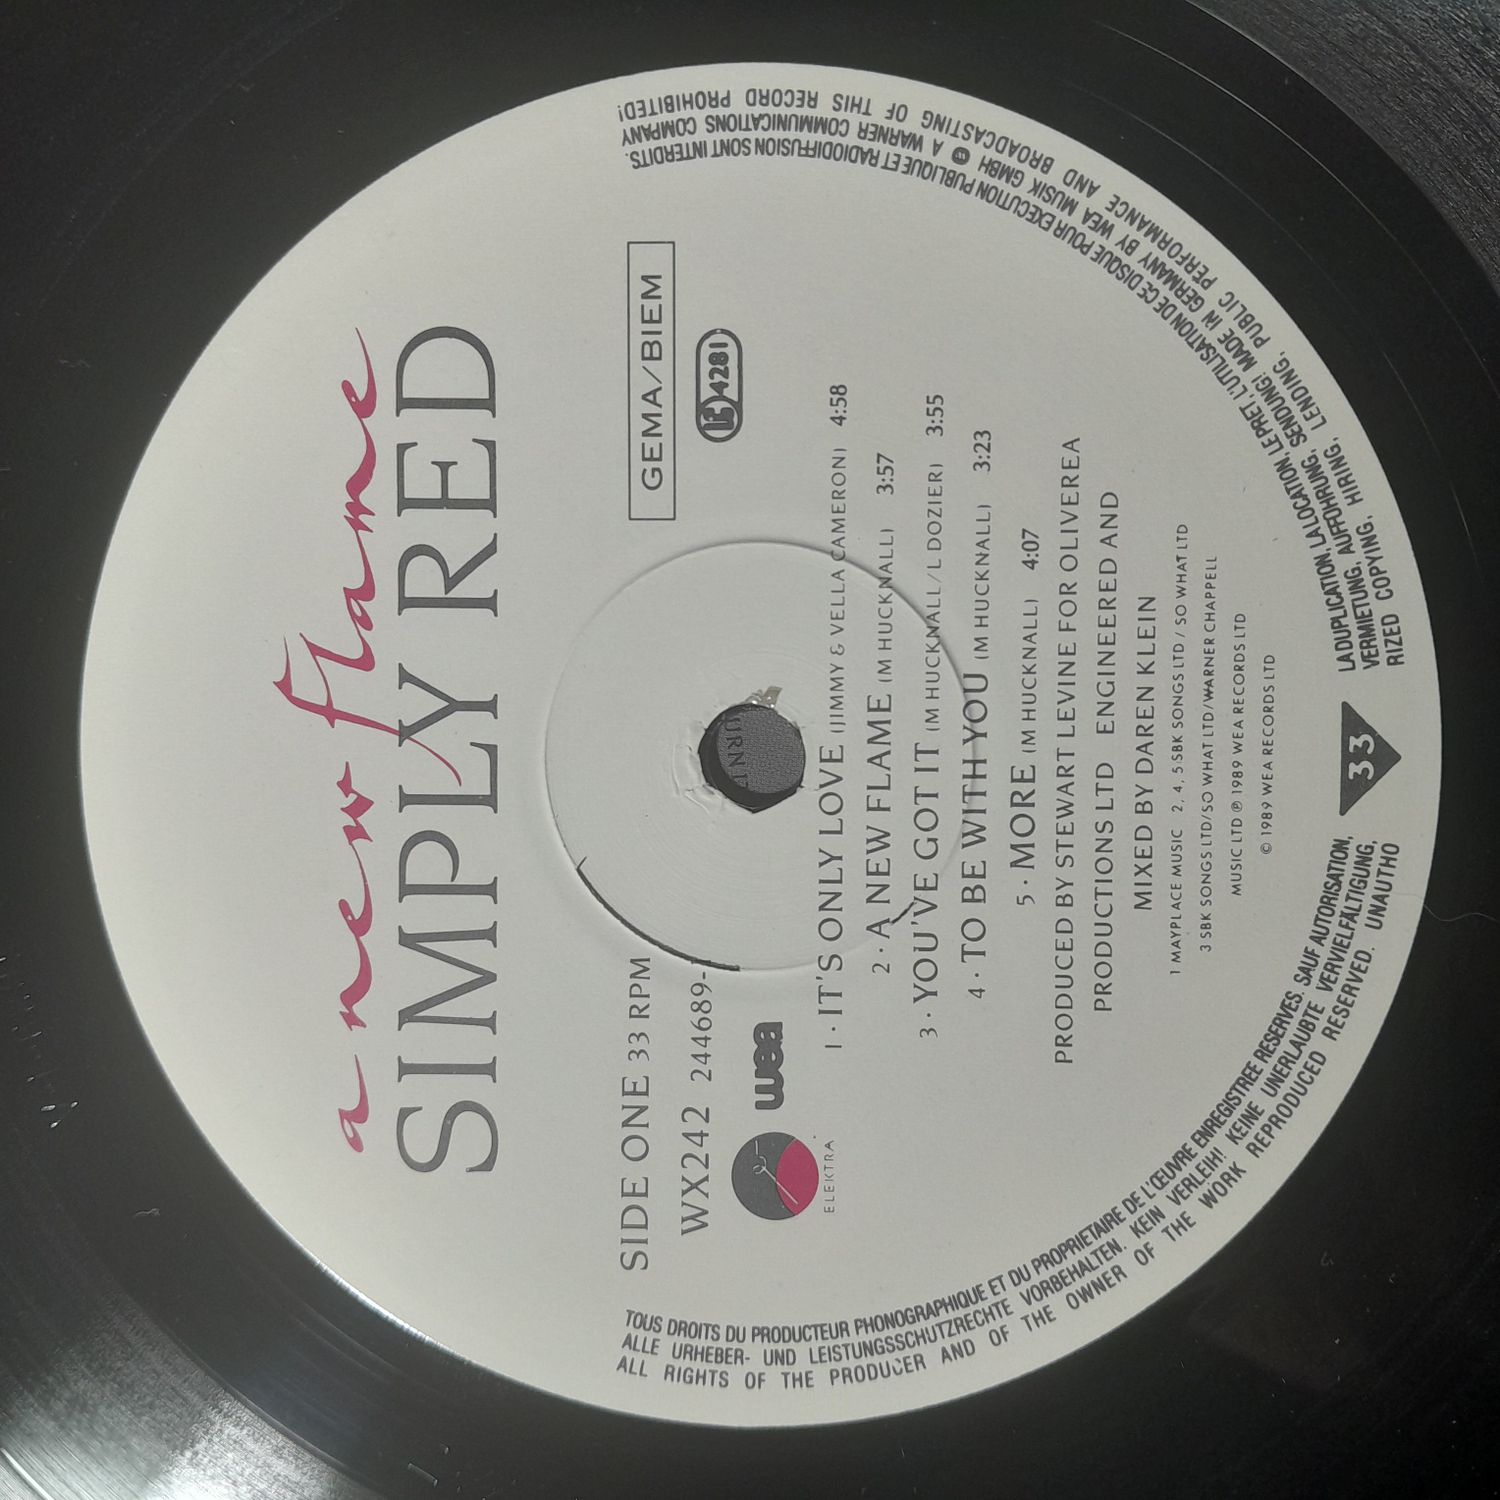 a new flame
SIMPLY RED
SIDE ONE 33 RPM
WX242 244689-
GEMA/BIEM
LC 4281
ELEKTRA
wea
1 · IT'S ONLY LOVE (JIMMY & VELLA CAMERON) 4:58
2 · A NEW FLAME (M HUCKNALL) 3:57
3 · YOU'VE GOT IT (M HUCKNALL/L DOZIER) 3:55
4 · TO BE WITH YOU (M HUCKNALL) 3:23
5 · MORE (M HUCKNALL) 4:07
PRODUCED BY STEWART LEVINE FOR OLIVEREA
PRODUCTIONS LTD ENGINEERED AND
MIXED BY DAREN KLEIN
1 MAYPLACE MUSIC 2, 4, 5.SBK SONGS LTD / SO WHAT LTD
3 SBK SONGS LTD/SO WHAT LTD/WARNER CHAPPELL
MUSIC LTD ℗ 1989 WEA RECORDS LTD
© 1989 WEA RECORDS LTD
TOUS DROITS DU PRODUCTEUR PHONOGRAPHIQUE ET DU PROPRIETAIRE DE L'ŒUVRE ENREGISTREE RESERVES. SAUF AUTORISATION,
LA DUPLICATION, LA LOCATION, LE PRET, L'UTILISATION DE CE DISQUE POUR EXECUTION PUBLIQUE ET RADIODIFFUSION SONT INTERDITS.
ALLE URHEBER- UND LEISTUNGSSCHUTZRECHTE VORBEHALTEN. KEIN VERLEIH! KEINE UNERLAUBTE VERVIELFÄLTIGUNG,
VERMIETUNG, AUFFÜHRUNG, SENDUNG! MADE IN GERMANY BY WEA MUSIK GMBH A WARNER COMMUNICATIONS COMPANY
ALL RIGHTS OF THE PRODUCER AND OF THE OWNER OF THE WORK REPRODUCED RESERVED. UNAUTHO
RIZED COPYING, HIRING, LENDING, PUBLIC PERFORMANCE AND BROADCASTING OF THIS RECORD PROHIBITED!
33